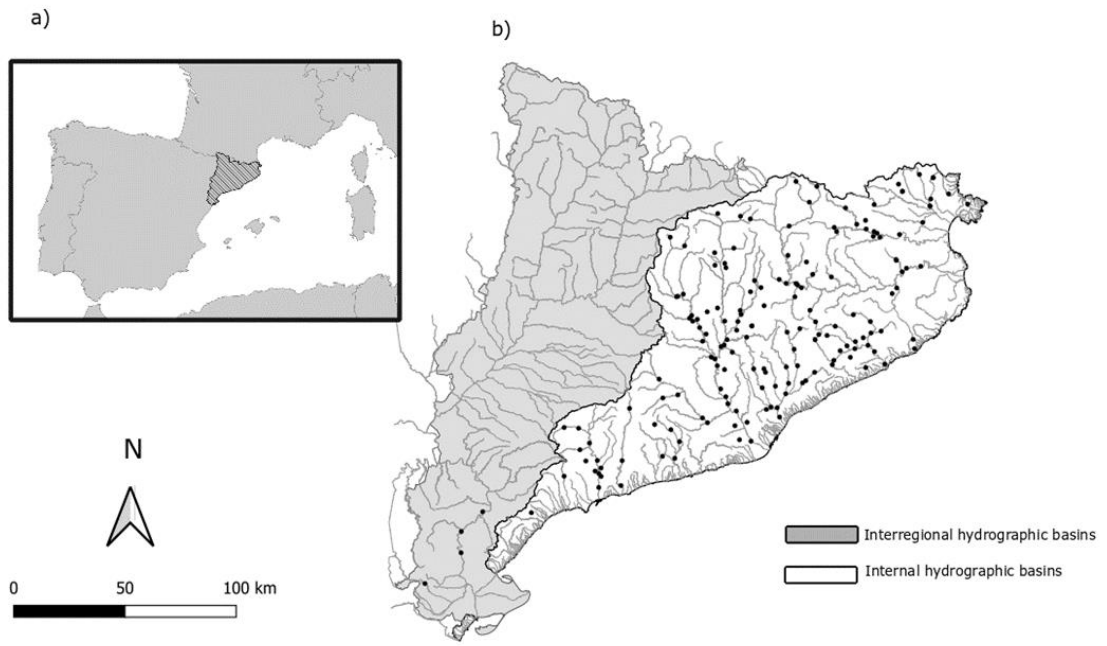 a)
b)
N
0 50 100 km
Interregional hydrographic basins
Internal hydrographic basins